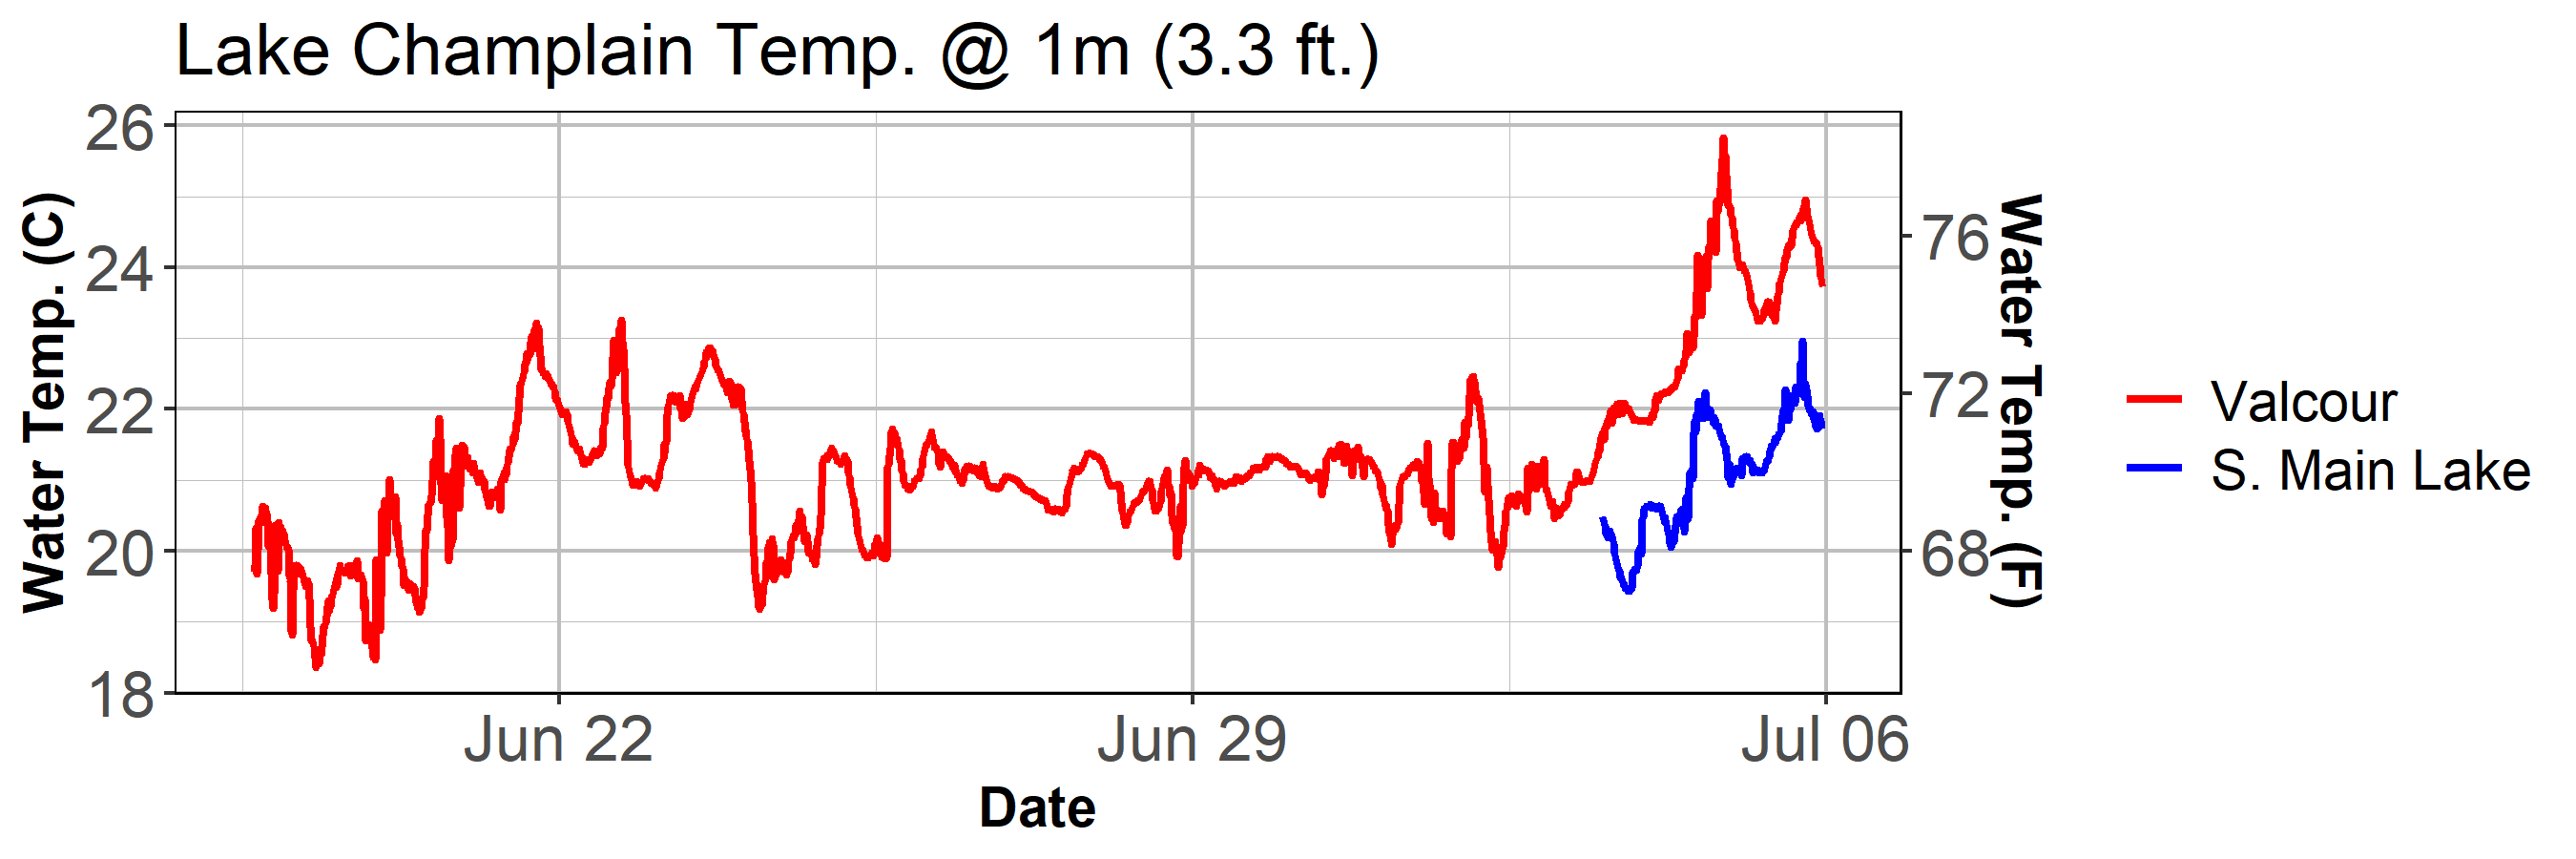 Lake Champlain Temp. @ 1m (3.3 ft.)
Water Temp. (C)
26
24
22
20
18
76
72
68
Water Temp. (F)
Jun 22
Jun 29
Jul 06
Date
Valcour
S. Main Lake